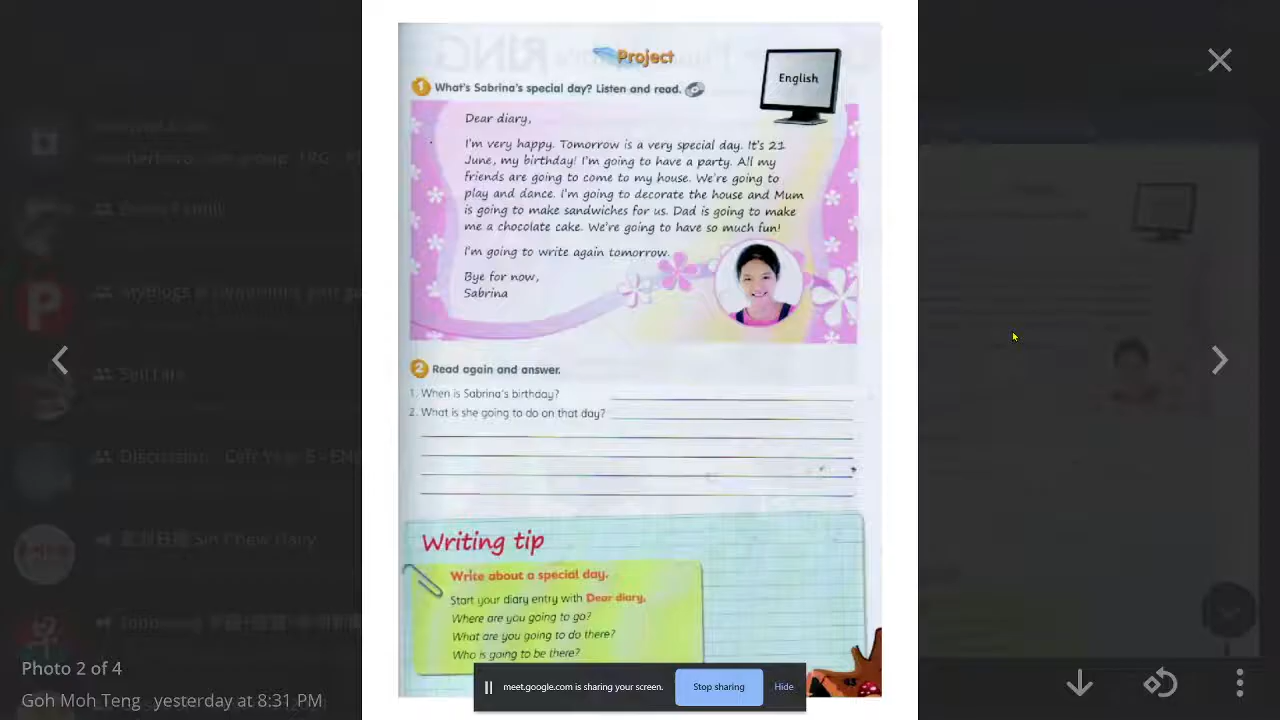 Project
English
1 What's Sabrina's special day? Listen and read.
Dear diary,
I'm very happy. Tomorrow is a very special day. It's 21
June, my birthday! I'm going to have a party. All my
friends are going to come to my house. We're going to
play and dance. I'm going to decorate the house and Mum
is going to make sandwiches for us. Dad is going to make
me a chocolate cake. We're going to have so much fun!
I'm going to write again tomorrow.
Bye for now,
Sabrina
2 Read again and answer.
1. When is Sabrina's birthday?
2. What is she going to do on that day?
Writing tip
Write about a special day.
Start your diary entry with Dear diary,
Where are you going to go?
What are you going to do there?
Who is going to be there?
meet.google.com is sharing your screen.
Stop sharing
Hide
Photo 2 of 4
Goh Moh Teng yesterday at 8:31 PM